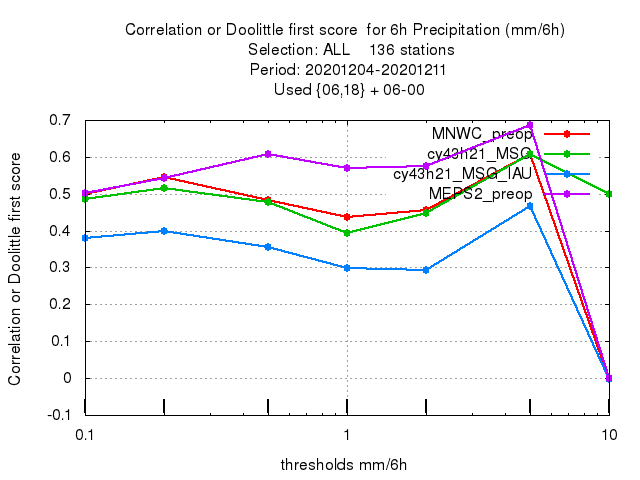 Correlation or Doolittle first score  for 6h Precipitation (mm/6h)
Selection: ALL    136 stations
Period: 20201204-20201211
Used {06,18} + 06-00
Correlation or Doolittle first score
0.7
0.6
0.5
0.4
0.3
0.2
0.1
0
-0.1
MNWC_preop
cy43h21_MSG
cy43h21_MSG_IAU
MEPS2_preop
0.1
1
10
thresholds mm/6h